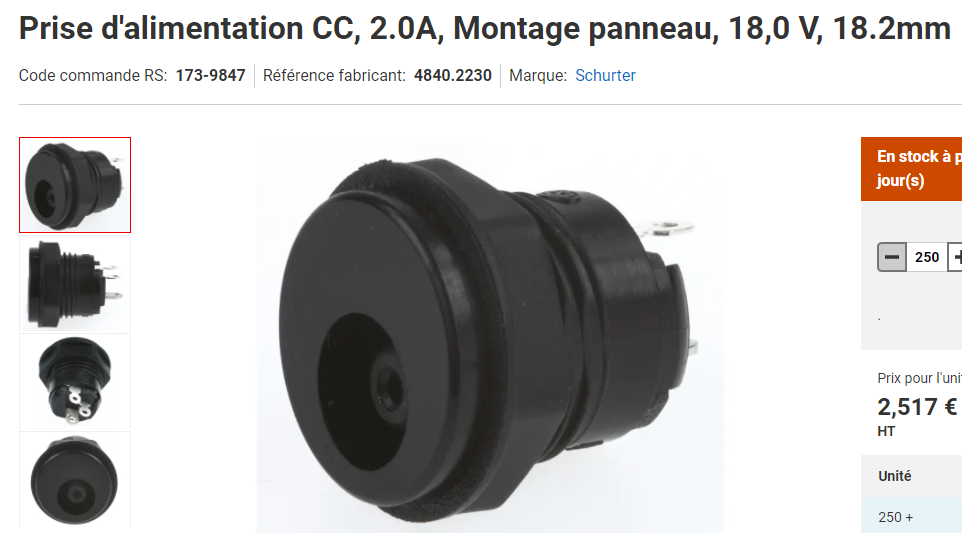 Prise d'alimentation CC, 2.0A, Montage panneau, 18,0 V, 18.2mm
Code commande RS: 173-9847 Référence fabricant: 4840.2230 Marque: Schurter
En stock à p
jour(s)
250
.
Prix pour l'uni
2,517 €
HT
Unité
250 +